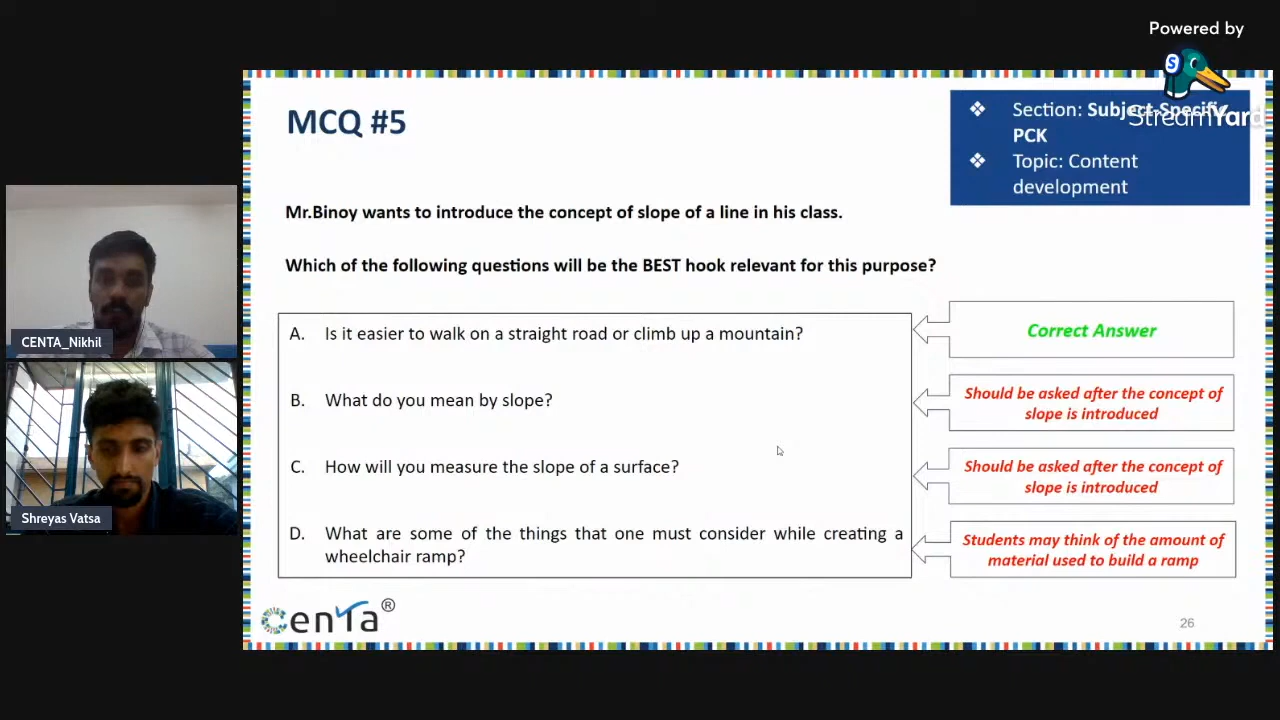 Powered by
StreamYard
MCQ #5
❖ Section: Subject-Specific
PCK
❖ Topic: Content
development
Mr.Binoy wants to introduce the concept of slope of a line in his class.
Which of the following questions will be the BEST hook relevant for this purpose?
A. Is it easier to walk on a straight road or climb up a mountain?
Correct Answer
B. What do you mean by slope?
Should be asked after the concept of
slope is introduced
C. How will you measure the slope of a surface?
Should be asked after the concept of
slope is introduced
D. What are some of the things that one must consider while creating a
wheelchair ramp?
Students may think of the amount of
material used to build a ramp
CENTA_Nikhil
Shreyas Vatsa
CenTa®
26